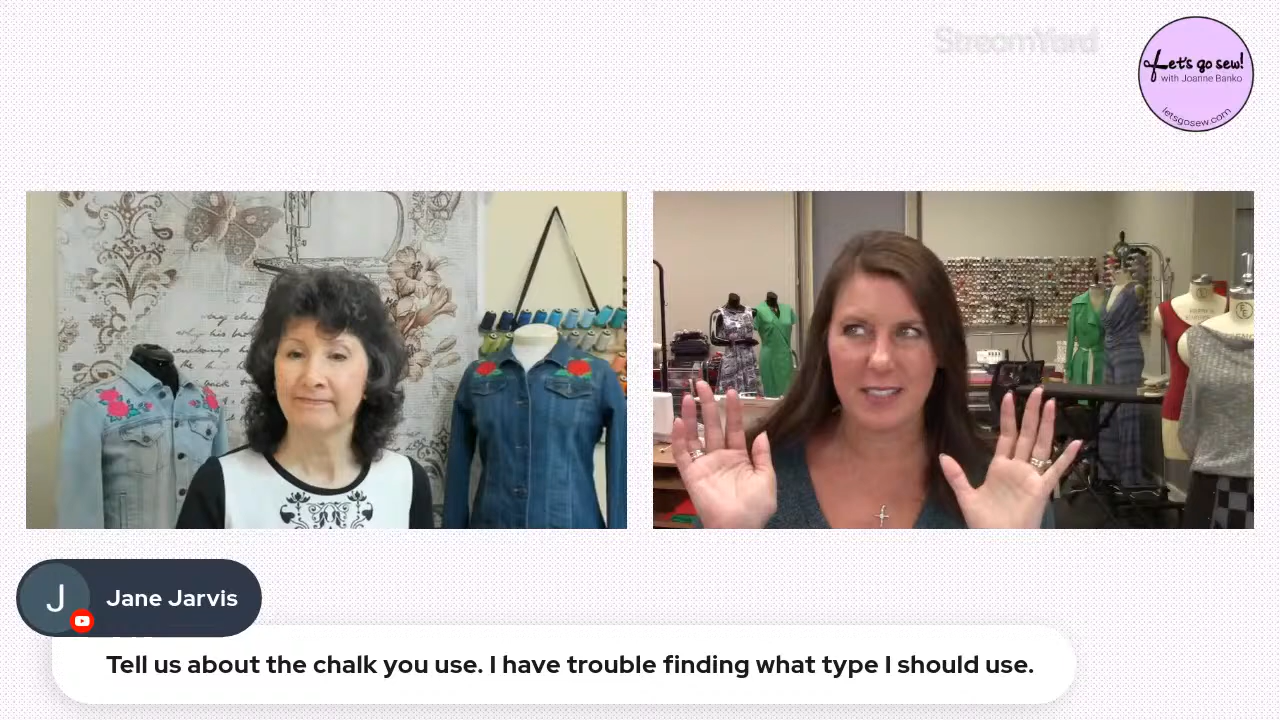 StreamYard
Let's go sew!
with Joanne Banko
letsgosew.com
Jane Jarvis
J
Tell us about the chalk you use. I have trouble finding what type I should use.